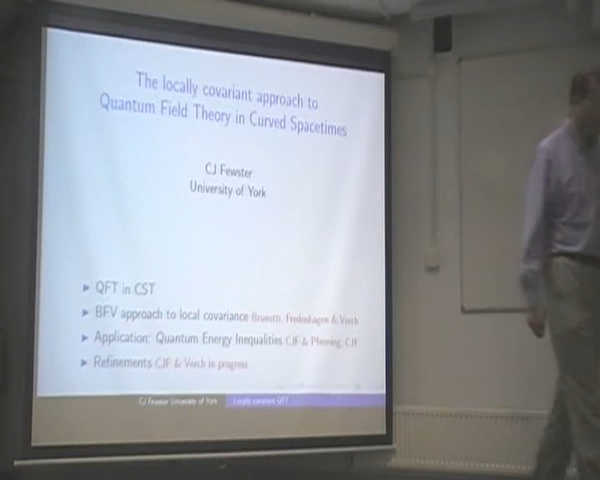 The locally covariant approach to
Quantum Field Theory in Curved Spacetimes
CJ Fewster
University of York
► QFT in CST
► BFV approach to local covariance Brunetti, Fredenhagen & Verch
► Application: Quantum Energy Inequalities CJF & Pfenning, CJF
► Refinements CJF & Verch in progress
CJ Fewster University of York
Locally covariant QFT